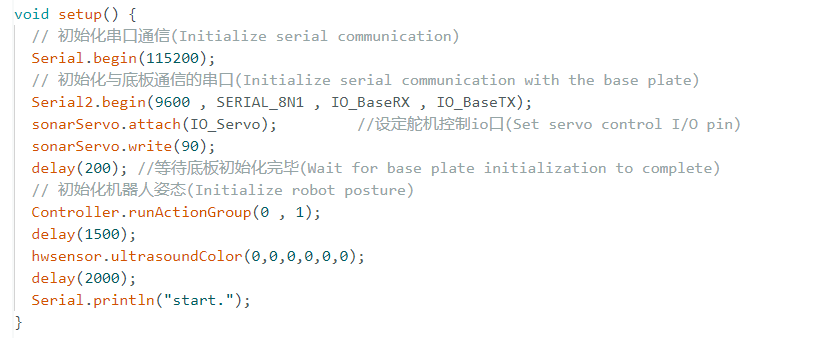 void setup() {
// 初始化串口通信(Initialize serial communication)
Serial.begin(115200);
// 初始化与底板通信的串口(Initialize serial communication with the base plate)
Serial2.begin(9600 , SERIAL_8N1 , IO_BaseRX , IO_BaseTX);
sonarServo.attach(IO_Servo);         //设定舵机控制io口(Set servo control I/O pin)
sonarServo.write(90);
delay(200); //等待底板初始化完毕(Wait for base plate initialization to complete)
// 初始化机器人姿态(Initialize robot posture)
Controller.runActionGroup(0 , 1);
delay(1500);
hwsensor.ultrasoundColor(0,0,0,0,0,0);
delay(2000);
Serial.println("start.");
}